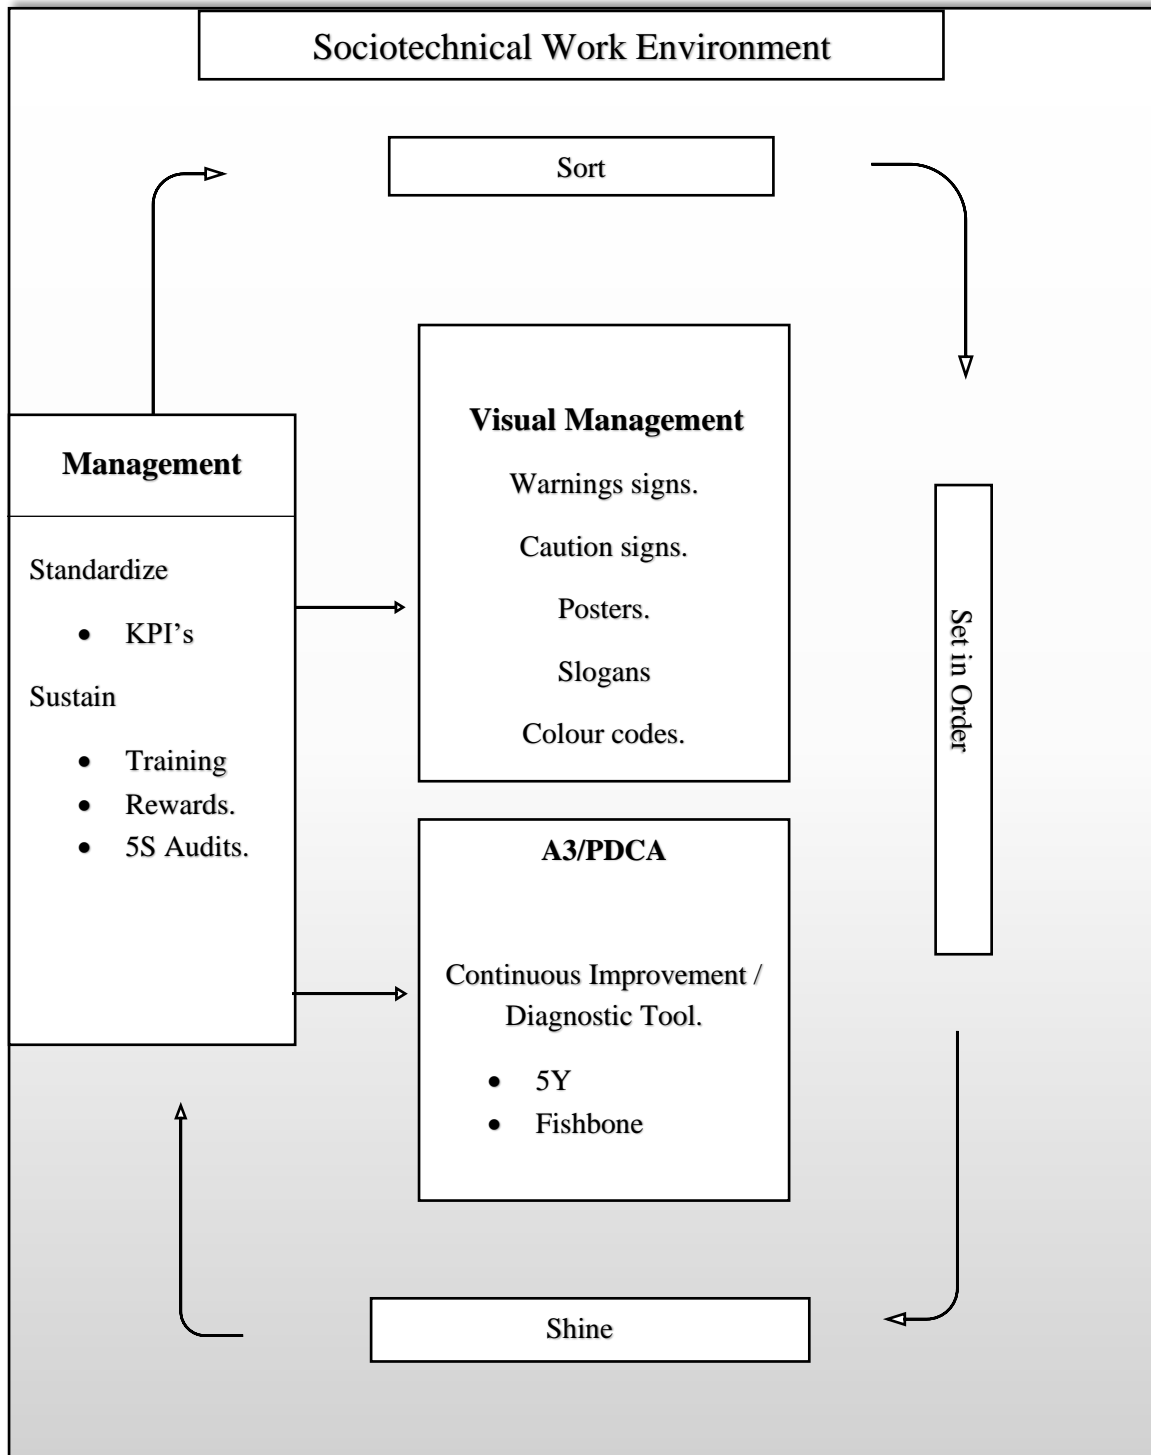 Sociotechnical Work Environment
Sort
Management
Standardize
• KPI’s
Sustain
• Training
• Rewards.
• 5S Audits.
Visual Management
Warnings signs.
Caution signs.
Posters.
Slogans
Colour codes.
A3/PDCA
Continuous Improvement /
Diagnostic Tool.
• 5Y
• Fishbone
Set in Order
Shine